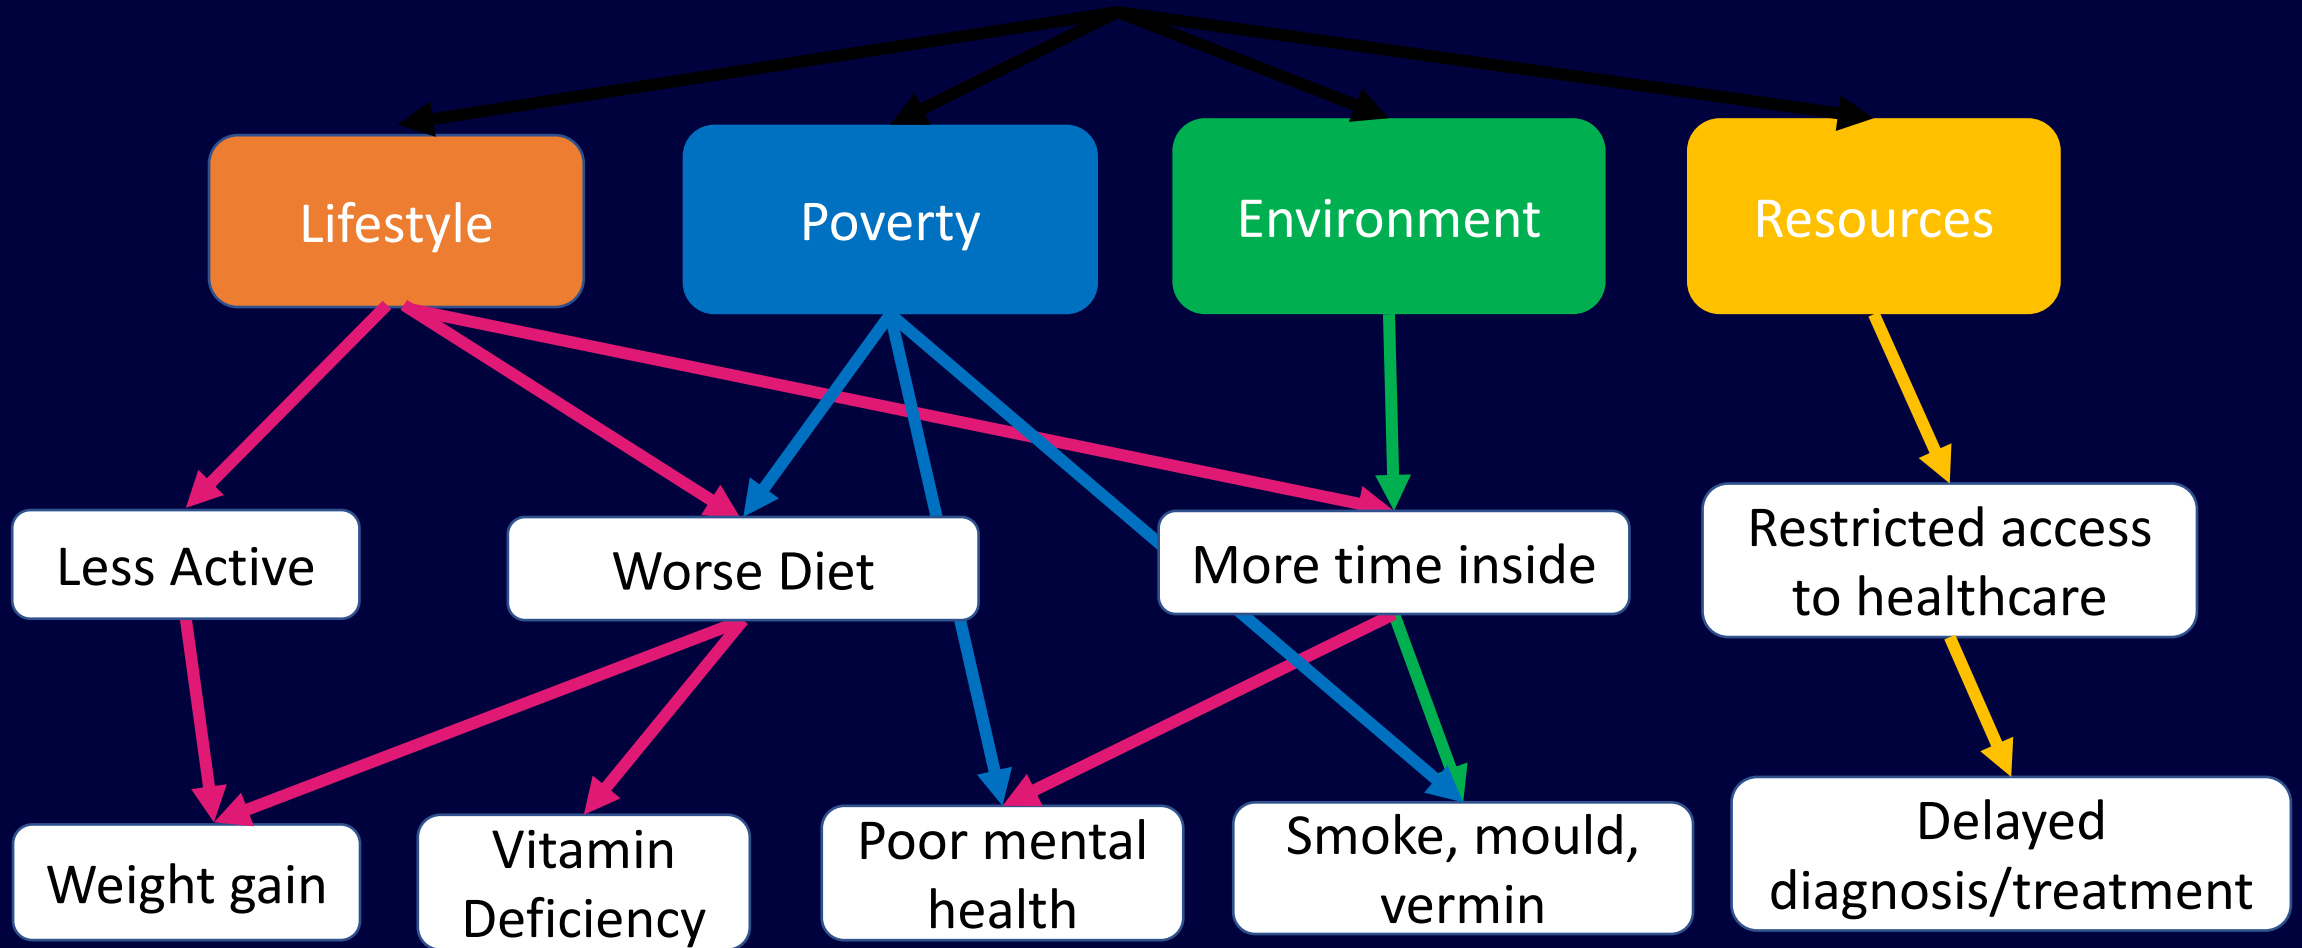 Lifestyle
Poverty
Environment
Resources
Less Active
Worse Diet
More time inside
Restricted access
to healthcare
Weight gain
Vitamin
Deficiency
Poor mental
health
Smoke, mould,
vermin
Delayed
diagnosis/treatment